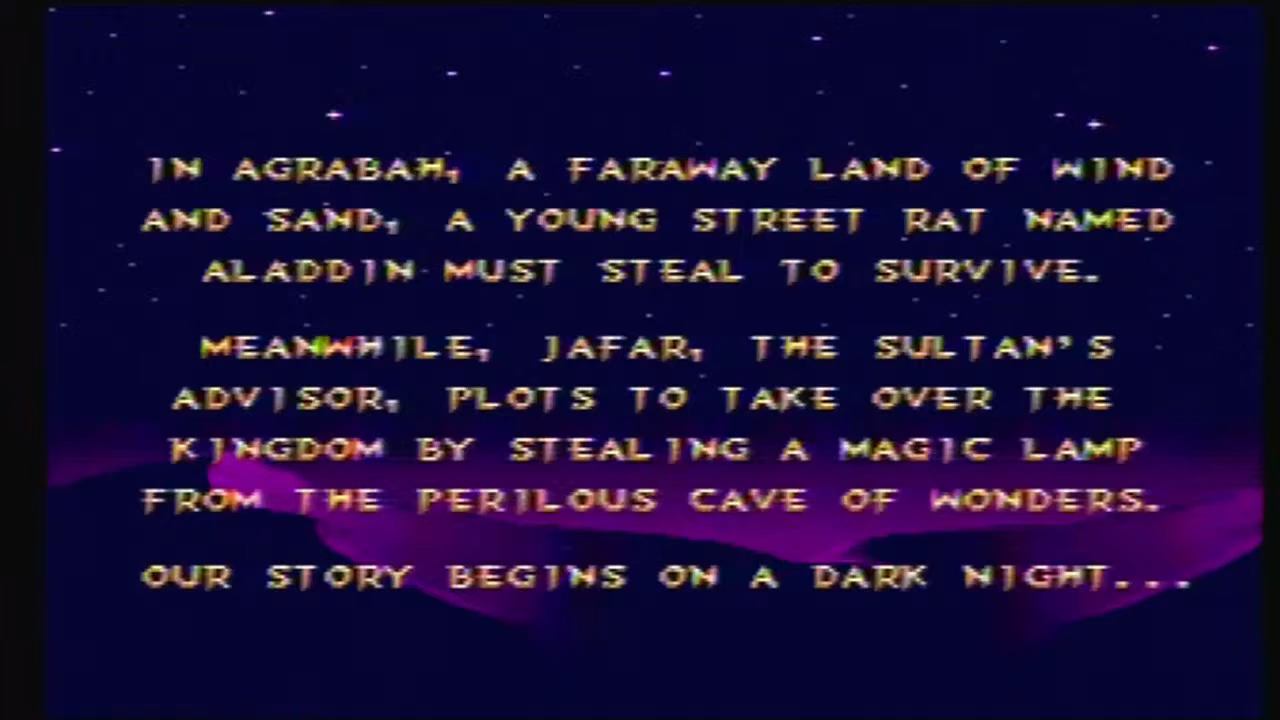 IN AGRABAH, A FARAWAY LAND OF WIND
AND SAND, A YOUNG STREET RAT NAMED
ALADDIN MUST STEAL TO SURVIVE.
MEANWHILE, JAFAR, THE SULTAN'S
ADVISOR, PLOTS TO TAKE OVER THE
KINGDOM BY STEALING A MAGIC LAMP
FROM THE PERILOUS CAVE OF WONDERS.
OUR STORY BEGINS ON A DARK NIGHT...